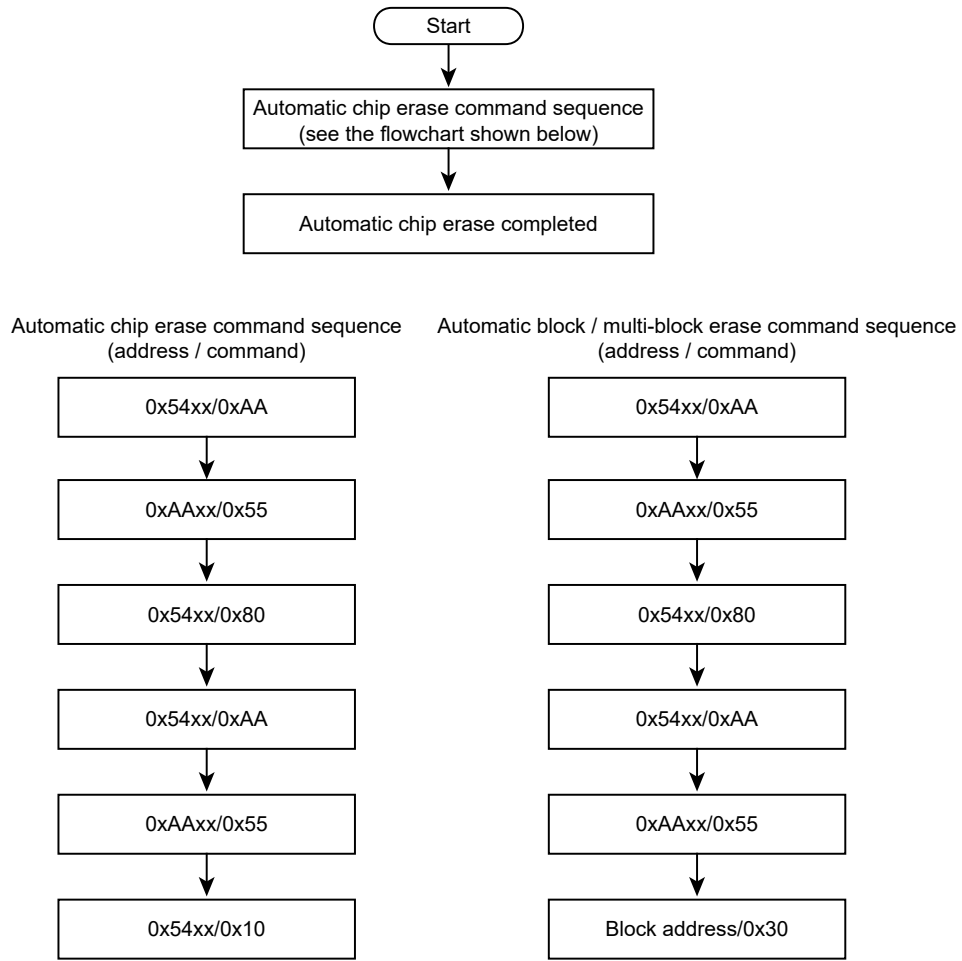 Start
Automatic chip erase command sequence
(see the flowchart shown below)
Automatic chip erase completed
Automatic chip erase command sequence
(address / command)
0x54xx/0xAA
0xAAxx/0x55
0x54xx/0x80
0x54xx/0xAA
0xAAxx/0x55
0x54xx/0x10
Automatic block / multi-block erase command sequence
(address / command)
0x54xx/0xAA
0xAAxx/0x55
0x54xx/0x80
0x54xx/0xAA
0xAAxx/0x55
Block address/0x30